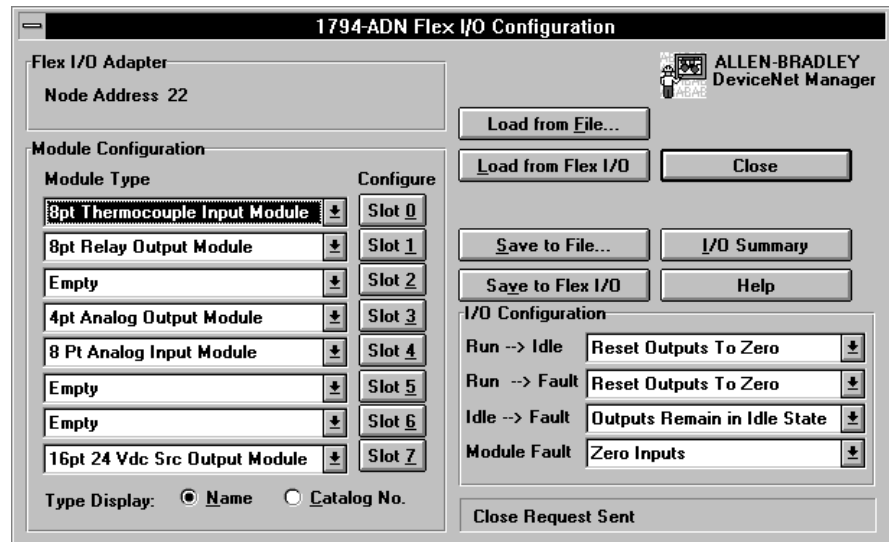 1794-ADN Flex I/O Configuration
Flex I/O Adapter
Node Address 22
ALLEN-BRADLEY
DeviceNet Manager
Load from File...
Load from Flex I/O
Close
Module Configuration
Module Type
Configure
8pt Thermocouple Input Module
Slot 0
8pt Relay Output Module
Slot 1
Empty
Slot 2
4pt Analog Output Module
Slot 3
8 Pt Analog Input Module
Slot 4
Empty
Slot 5
Empty
Slot 6
16pt 24 Vdc Src Output Module
Slot 7
Type Display:
Name
Catalog No.
Save to File...
I/O Summary
Save to Flex I/O
Help
I/O Configuration
Run --> Idle
Reset Outputs To Zero
Run --> Fault
Reset Outputs To Zero
Idle --> Fault
Outputs Remain in Idle State
Module Fault
Zero Inputs
Close Request Sent